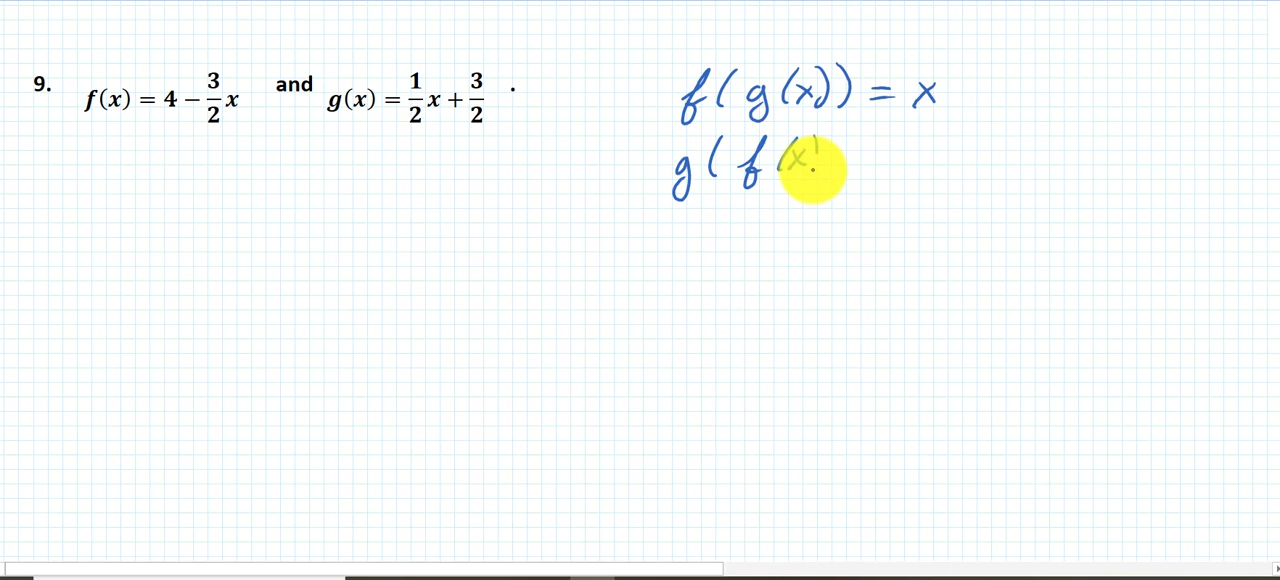 9. f(x) = 4 − 3/2 x and g(x) = 1/2 x + 3/2 .
f(g(x)) = x
g(f(x)